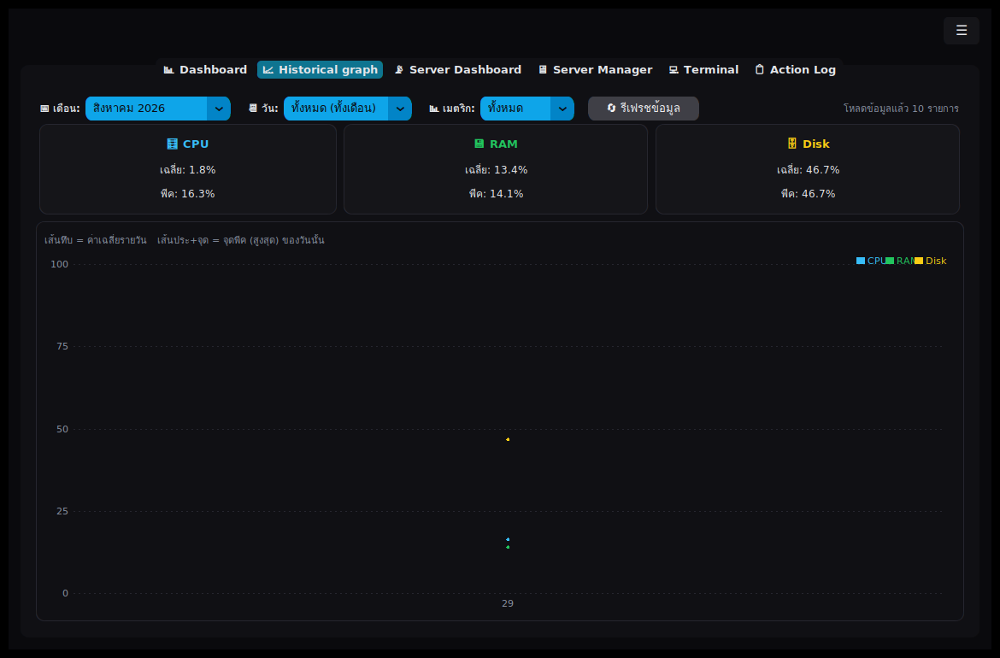 ☰
Dashboard Historical graph Server Dashboard Server Manager Terminal Action Log
เดือน: สิงหาคม 2026 วัน: ทั้งหมด (ทั้งเดือน) เมตริก: ทั้งหมด รีเฟรชข้อมูล โหลดข้อมูลแล้ว 10 รายการ
CPU
เฉลี่ย: 1.8%
พีค: 16.3%
RAM
เฉลี่ย: 13.4%
พีค: 14.1%
Disk
เฉลี่ย: 46.7%
พีค: 46.7%
เส้นทึบ = ค่าเฉลี่ยรายวัน เส้นประ+จุด = จุดพีค (สูงสุด) ของวันนั้น
CPU RAM Disk
100
75
50
25
0
29